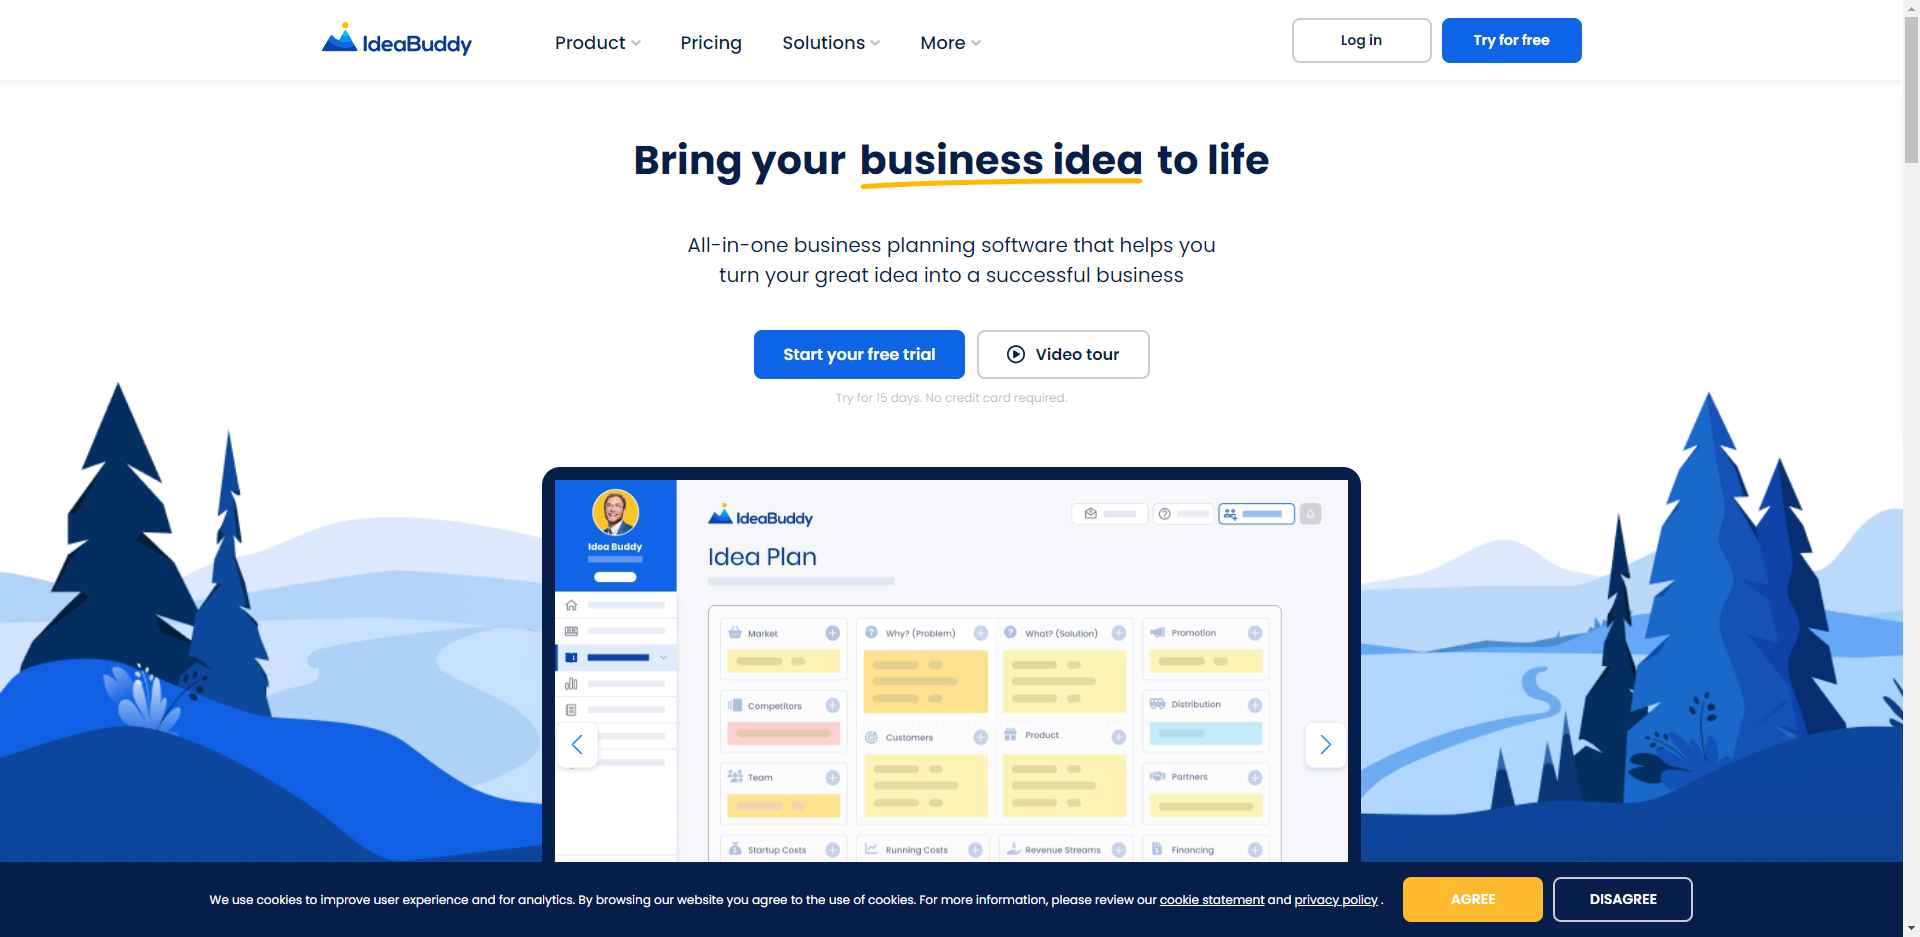 IdeaBuddy
Product
Pricing
Solutions
More
Log in
Try for free
Bring your business idea to life
All-in-one business planning software that helps you
turn your great idea into a successful business
Start your free trial
Video tour
Try for 15 days. No credit card required.
Idea Buddy
IdeaBuddy
Idea Plan
Market
Why? (Problem)
What? (Solution)
Promotion
Competitors
Distribution
Customers
Product
Team
Partners
Startup Costs
Running Costs
Revenue Streams
Financing
We use cookies to improve user experience and for analytics. By browsing our website you agree to the use of cookies. For more information, please review our cookie statement and privacy policy .
AGREE
DISAGREE